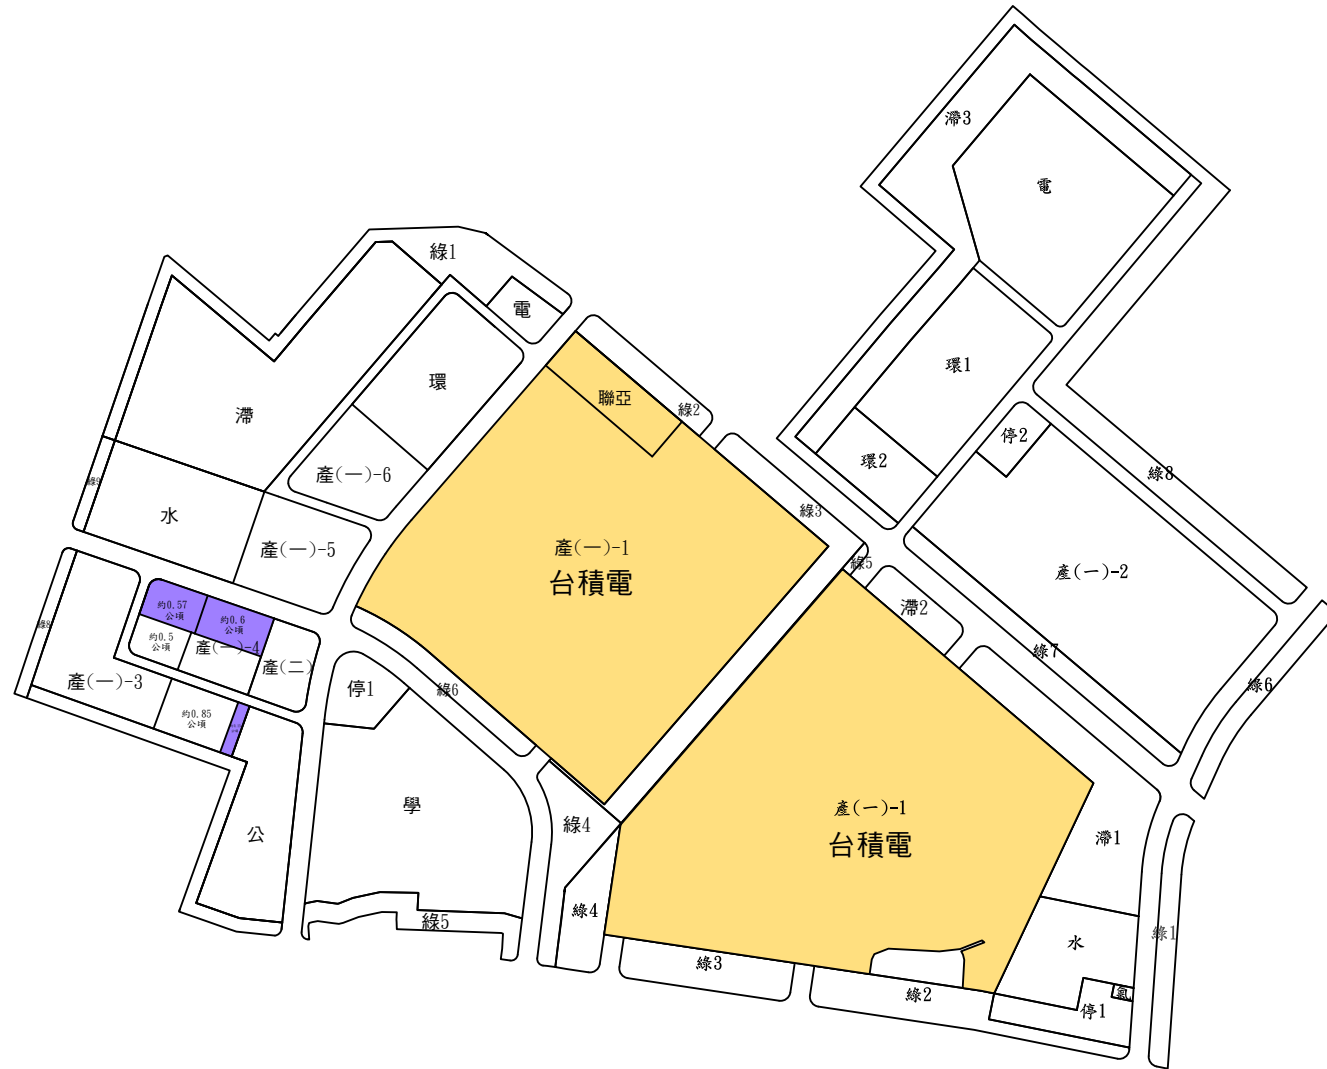 滯3
電
綠1
電
環1
環
聯亞
綠2
停2
環2
綠8
滯
產(一)-6
綠9
水
綠3
產(一)-5
產(一)-1
台積電
綠5
產(一)-2
約0.57
公頃
約0.6
公頃
滯2
綠8
約0.5
公頃
產(一)-4
產(二)
綠7
產(一)-3
停1
綠6
綠6
約0.85
公頃
學
綠4
公
產(一)-1
台積電
滯1
綠4
綠5
水
綠1
綠3
綠2
氣
停1